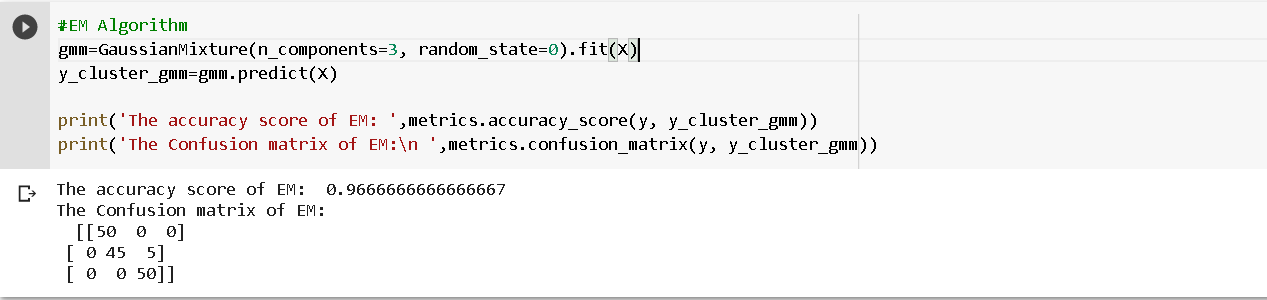 #EM Algorithm
gmm=GaussianMixture(n_components=3, random_state=0).fit(X)
y_cluster_gmm=gmm.predict(X)
print('The accuracy score of EM: ',metrics.accuracy_score(y, y_cluster_gmm))
print('The Confusion matrix of EM:\n ',metrics.confusion_matrix(y, y_cluster_gmm))
The accuracy score of EM:  0.9666666666666667
The Confusion matrix of EM:
  [[50  0  0]
 [ 0 45  5]
 [ 0  0 50]]